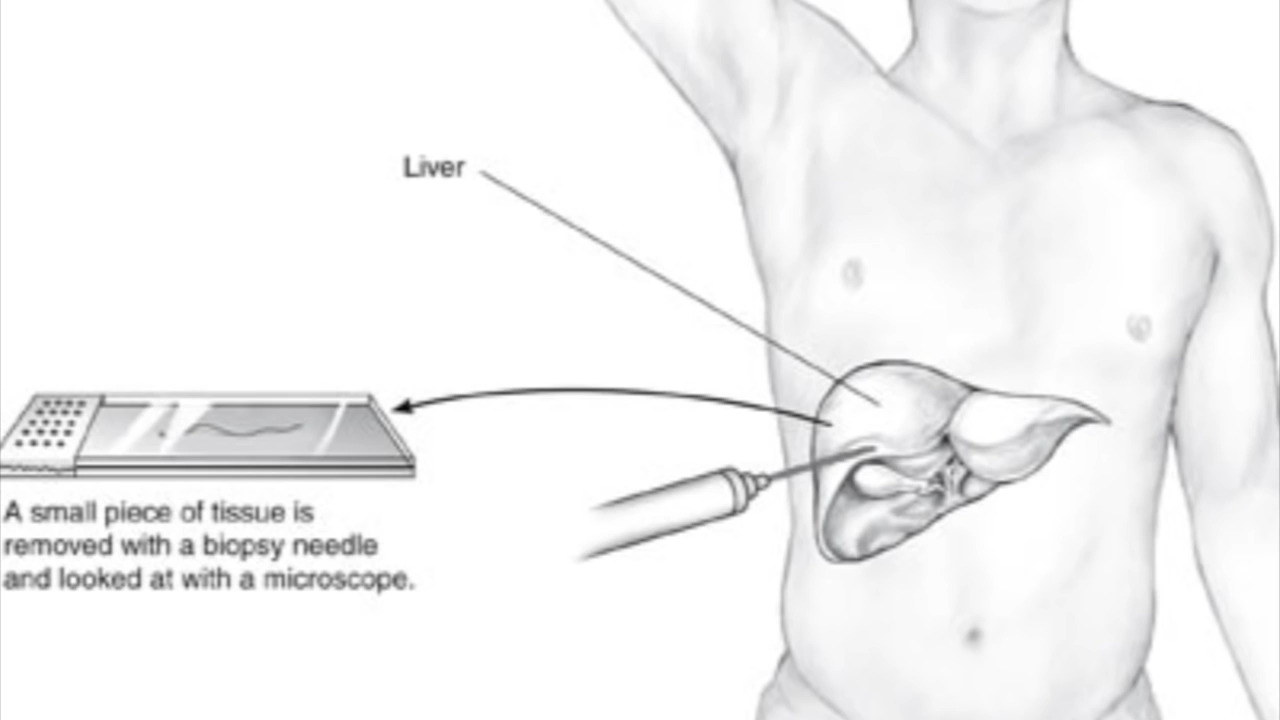 Liver
A small piece of tissue is
removed with a biopsy needle
and looked at with a microscope.